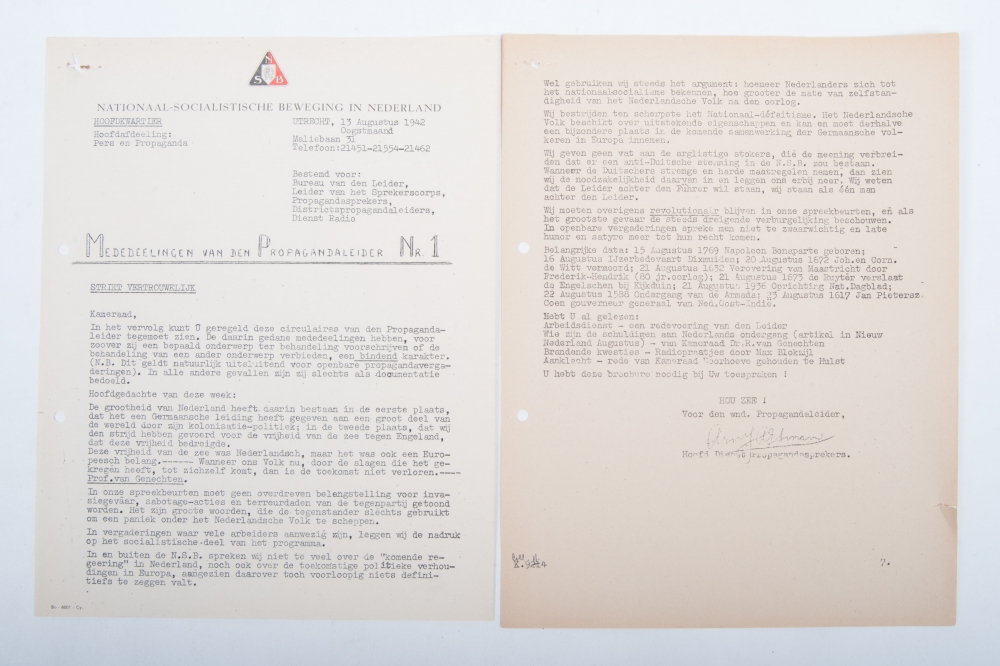 NSB
NATIONAAL-SOCIALISTISCHE BEWEGING IN NEDERLAND
HOOFDKWARTIER
Hoofdafdeeling:
Pers en Propaganda
UTRECHT, 13 Augustus 1942
Oogstmaand
Maliebaan 31
Telefoon:21451-21554-21462
Bestemd voor:
Bureau van den Leider,
Leider van het Sprekerscorps,
Propagandasprekers,
Districtspropagandaleiders,
Dienst Radio
MEDEDEELINGEN VAN DEN PROPAGANDALEIDER NR. 1
STRIKT VERTROUWELIJK
Kameraad,
In het vervolg kunt U geregeld deze circulaires van den Propaganda-
leider tegemoet zien. De daarin gedane mededeelingen hebben, voor
zoover zij een bepaald onderwerp ter behandeling voorschrijven of de
behandeling van een ander onderwerp verbieden, een bindend karakter.
(N.B. Dit geldt natuurlijk uitsluitend voor openbare propagandaverga-
deringen). In alle andere gevallen zijn zij slechts als documentatie
bedoeld.
Hoofdgedachte van deze week:
De grootheid van Nederland heeft daarin bestaan in de eerste plaats,
dat het een Germaansche leiding heeft gegeven aan een groot deel van
de wereld door zijn kolonisatie-politiek; in de tweede plaats, dat wij
den strijd hebben gevoerd voor de vrijheid van de zee tegen Engeland,
dat deze vrijheid bedreigde.
Deze vrijheid van de zee was Nederlandsch, maar het was ook een Euro-
peesch belang.------ Wanneer ons Volk nu, door de slagen die het ge-
kregen heeft, tot zichzelf komt, dan is de toekomst niet verloren.----
Prof.van Genechten.
In onze spreekbeurten moet geen overdreven belangstelling voor inva-
siegevaar, sabotage-acties en terreurdaden van de tegenpartij getoond
worden. Het zijn groote woorden, die de tegenstander slechts gebruikt
om een paniek onder het Nederlandsche Volk te scheppen.
In vergaderingen waar vele arbeiders aanwezig zijn, leggen wij de nadruk
op het socialistische deel van het programma.
In en buiten de N.S.B. spreken wij niet te veel over de "komende re-
geering" in Nederland, noch ook over de toekomstige politieke verhou-
dingen in Europa, aangezien daarover toch voorloopig niets defini-
tiefs te zeggen valt.
Wel gebruiken wij steeds het argument: hoemeer Nederlanders zich tot
het nationaalsocialisme bekennen, hoe grooter de mate van zelfstan-
digheid van het Nederlandsche Volk na den oorlog.
Wij bestrijden ten scherpste het Nationaal-défaitisme. Het Nederlandsche
Volk beschikt over uitstekende eigenschappen en kan en moet derhalve
een bijzondere plaats in de komende samenwerking der Germaansche vol-
keren in Europa innemen.
Wij geven geen vat aan de arglistige stokers, die de meening verbrei-
den dat er een anti-Duitsche stemming in de N.S.B. zou bestaan.
Wanneer de Duitschers strenge en harde maatregelen nemen, dan zien
wij de noodzakelijkheid daarvan in en leggen ons erbij neer. Wij weten
dat de Leider achter den Führer wil staan, wij staan als één man
achter den Leider.
Wij moeten overigens revolutionair blijven in onze spreekbeurten, en als
het grootste gevaar de steeds dreigende verburgelijking beschouwen.
In openbare vergaderingen spreke men niet te zwaarwichtig en late
humor en satyre meer tot hun recht komen.
Belangrijke data: 15 Augustus 1769 Napoleon Bonaparte geboren;
16 Augustus IJzerbedevaart Dixmuiden; 20 Augustus 1672 Joh.en Corn.
de Witt vermoord; 21 Augustus 1632 Verovering van Maastricht door
Frederik-Hendrik (80 jr.oorlog); 21 Augustus 1673 de Ruyter verslaat
de Engelschen bij Kijkduin; 21 Augustus 1936 Oprichting Nat.Dagblad;
22 Augustus 1588 Ondergang van de Armada; 23 Augustus 1617 Jan Pietersz.
Coen gouverneur generaal van Ned.Oost-Indië.
Hebt U al gelezen:
Arbeidsdienst - een redevoering van den Leider
Wie zijn de schuldigen aan Nederlands ondergang (artikel in Nieuw
Nederland Augustus) - van Kameraad Dr.R.van Genechten
Brandende kwesties - Radiopraatjes door Max Blokzijl
Aanklacht - rede van Kameraad Voorhoeve gehouden te Hulst
U hebt deze brochure noodig bij Uw toespraken !
HOU ZEE !
Voor den wnd. Propagandaleider,
Hoofd Dienst Propagandasprekers.
7.